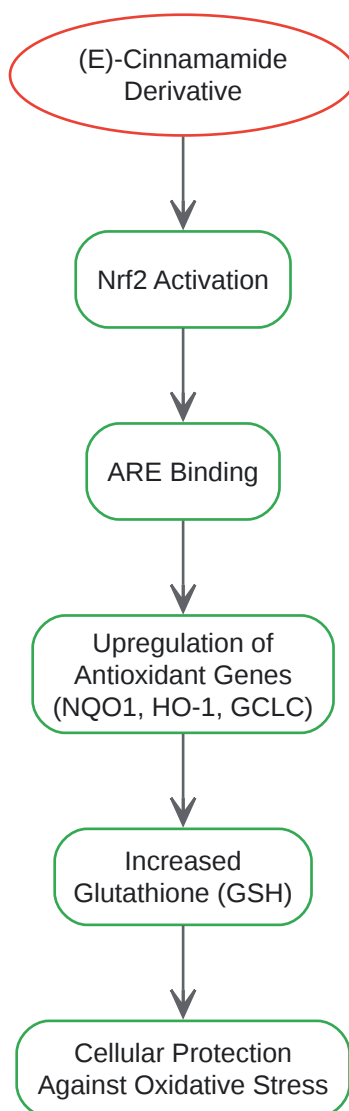 (E)-Cinnamamide
Derivative
Nrf2 Activation
ARE Binding
Upregulation of
Antioxidant Genes
(NQO1, HO-1, GCLC)
Increased
Glutathione (GSH)
Cellular Protection
Against Oxidative Stress